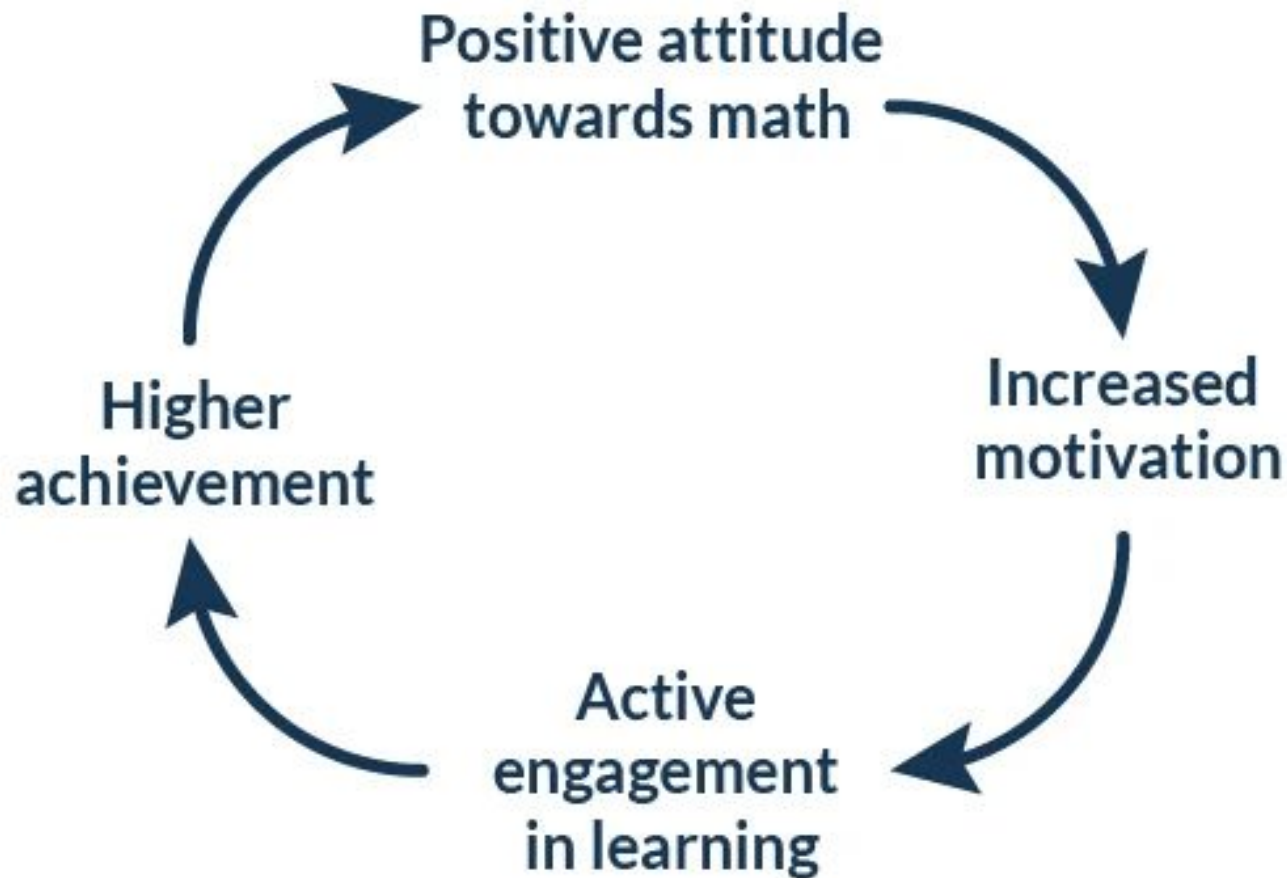 Positive attitude
towards math
Increased
motivation
Active
engagement
in learning
Higher
achievement